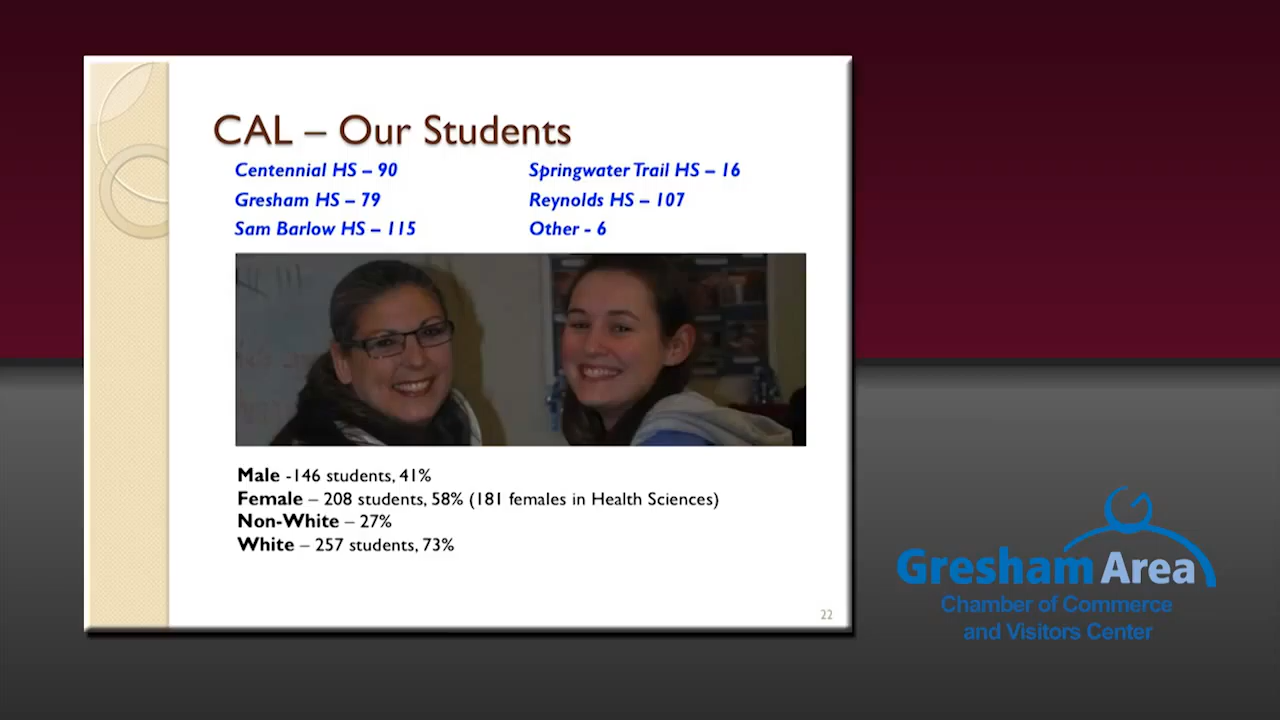 CAL – Our Students
Centennial HS – 90
Springwater Trail HS – 16
Gresham HS – 79
Reynolds HS – 107
Sam Barlow HS – 115
Other - 6
Male -146 students, 41%
Female – 208 students, 58% (181 females in Health Sciences)
Non-White – 27%
White – 257 students, 73%
22
Gresham Area
Chamber of Commerce
and Visitors Center